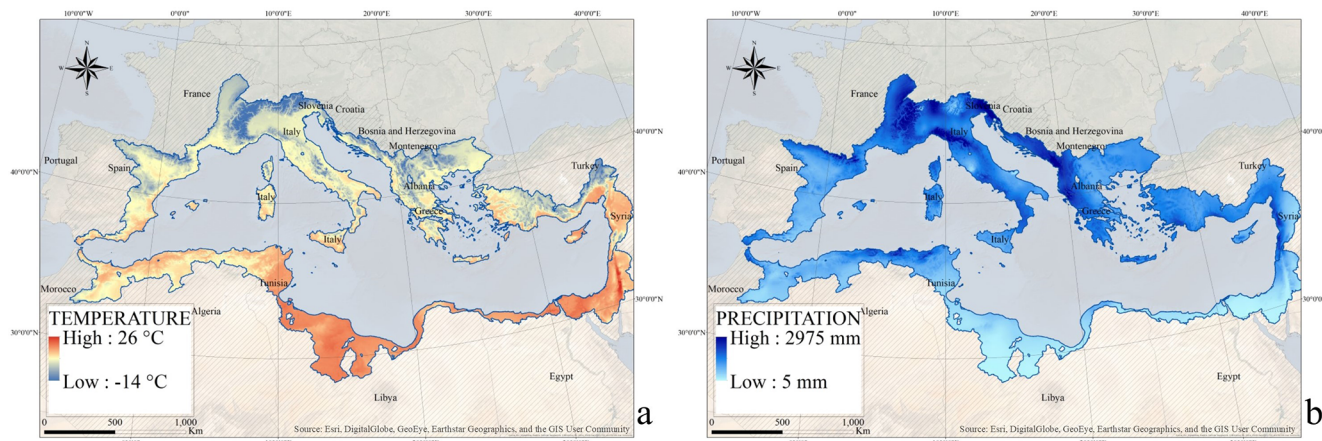 10°0'0"W 0°0'0" 10°0'0"E 20°0'0"E 30°0'0"E 40°0'0"E
N
W E
S
France
Slovenia
Croatia
Italy
Bosnia and Herzegovina
Montenegro
40°0'0"N
Portugal
Spain
Turkey
40°0'0"N
Albania
Italy
Greece
Syria
Italy
Tunisia
Morocco
30°0'0"N
Algeria
TEMPERATURE
High : 26 °C
Low : -14 °C
30°0'0"N
Egypt
Libya
0 500 1,000
Km
Source: Esri, DigitalGlobe, GeoEye, Earthstar Geographics, and the GIS User Community
a
10°0'0"W 0°0'0" 10°0'0"E 20°0'0"E 30°0'0"E 40°0'0"E
N
W E
S
France
Slovenia
Croatia
Italy
Bosnia and Herzegovina
Montenegro
40°0'0"N
Portugal
Spain
Turkey
40°0'0"N
Albania
Italy
Greece
Syria
Italy
Tunisia
Morocco
30°0'0"N
Algeria
PRECIPITATION
High : 2975 mm
Low : 5 mm
30°0'0"N
Egypt
Libya
0 500 1,000
Km
Source: Esri, DigitalGlobe, GeoEye, Earthstar Geographics, and the GIS User Community
b